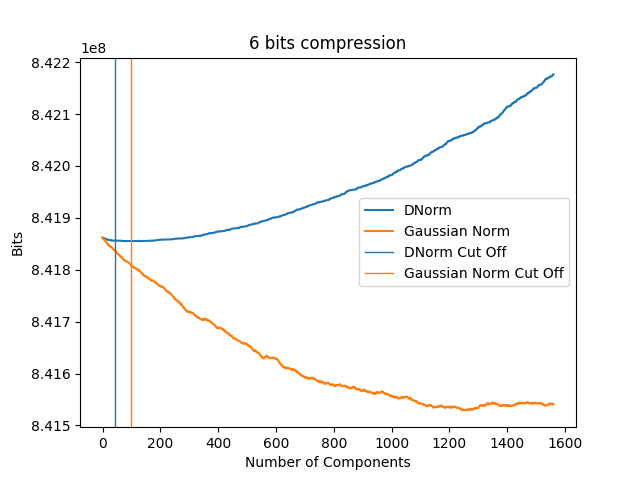 6 bits compression
1e8
8.422
8.421
8.420
8.419
8.418
8.417
8.416
8.415
Bits
DNorm
Gaussian Norm
DNorm Cut Off
Gaussian Norm Cut Off
0 200 400 600 800 1000 1200 1400 1600
Number of Components